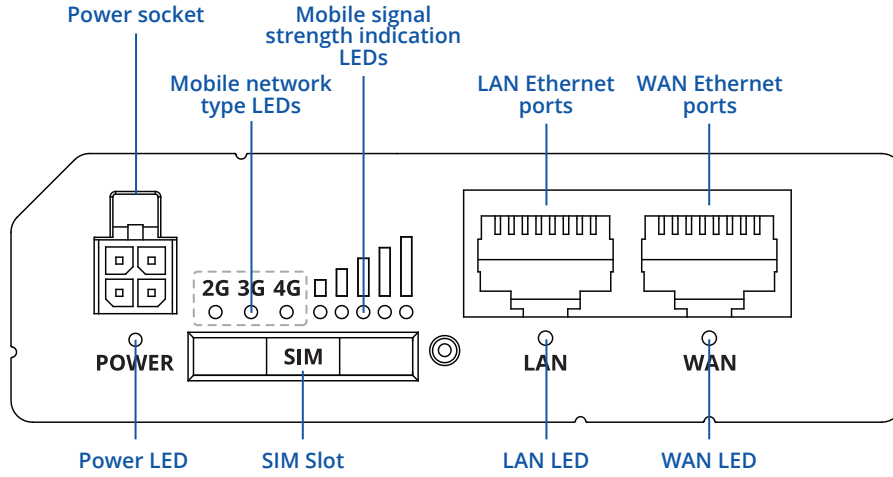 Power socket
Mobile signal
strength indication
LEDs
Mobile network
type LEDs
LAN Ethernet
ports
WAN Ethernet
ports
2G 3G 4G
POWER
SIM
LAN
WAN
Power LED
SIM Slot
LAN LED
WAN LED